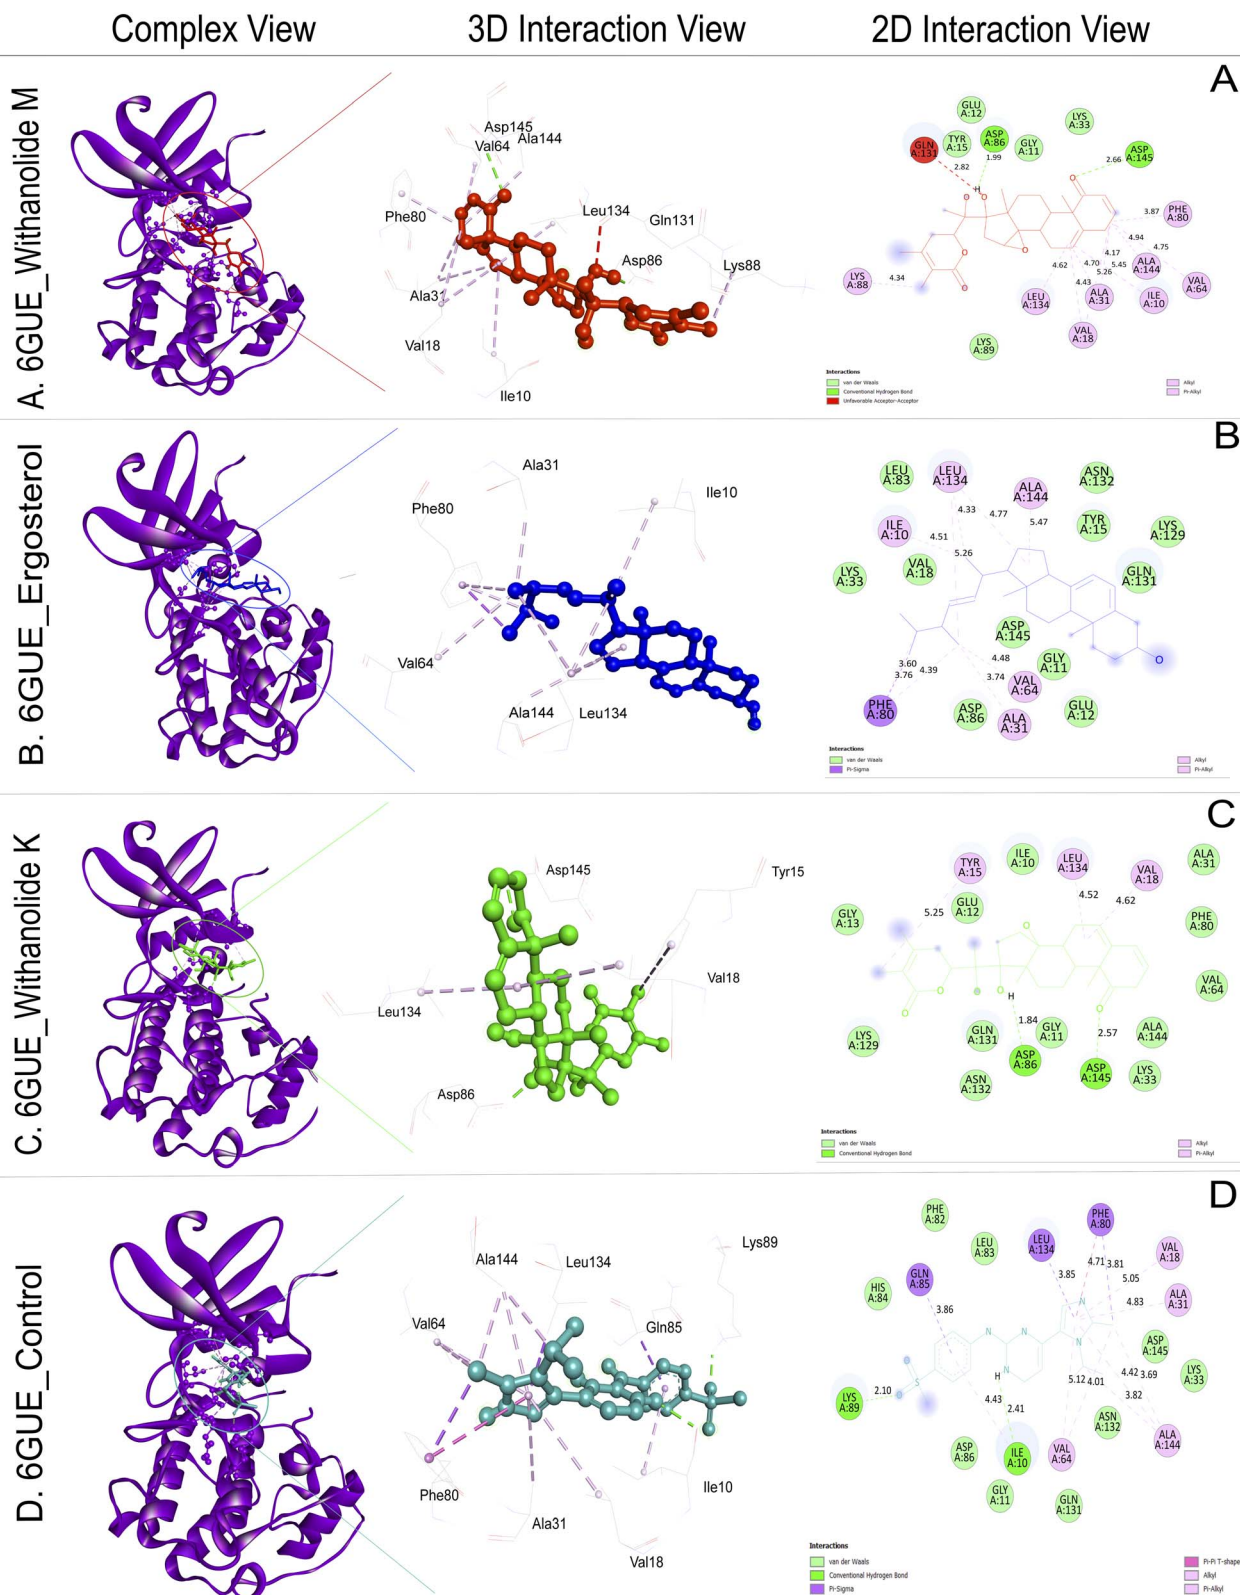 Complex View
3D Interaction View
2D Interaction View
A. 6GUE_Withanolide M
Asp145
Val64
Ala144
Phe80
Leu134
Gln131
Asp86
Lys88
Ala31
Val18
Ile10
A
GLU
A:12
LYS
A:33
GLN
A:131
TYR
A:15
ASP
A:86
GLY
A:11
ASP
A:145
2.82
1.99
2.66
H
O
O
O
PHE
A:80
3.87
O
O
O
4.94
4.17
4.75
LYS
A:88
4.34
4.62
4.70
5.45
5.26
4.43
ALA
A:144
LEU
A:134
ALA
A:31
ILE
A:10
VAL
A:64
VAL
A:18
LYS
A:89
Interactions
van der Waals
Conventional Hydrogen Bond
Unfavorable Acceptor-Acceptor
Alkyl
Pi-Alkyl
B. 6GUE_Ergosterol
Ala31
Phe80
Ile10
Val64
Ala144
Leu134
B
LEU
A:83
LEU
A:134
ALA
A:144
ASN
A:132
ILE
A:10
4.33
4.77
5.47
TYR
A:15
LYS
A:129
4.51
5.26
LYS
A:33
VAL
A:18
GLN
A:131
ASP
A:145
O
3.60
3.76
4.39
4.48
3.74
GLY
A:11
VAL
A:64
PHE
A:80
ASP
A:86
ALA
A:31
GLU
A:12
Interactions
van der Waals
Pi-Sigma
Alkyl
Pi-Alkyl
C. 6GUE_Withanolide K
Asp145
Tyr15
Leu134
Val18
Asp86
C
TYR
A:15
ILE
A:10
LEU
A:134
VAL
A:18
ALA
A:31
4.52
4.62
GLY
A:13
5.25
GLU
A:12
PHE
A:80
O
VAL
A:64
O
O
H
O
O
1.84
2.57
LYS
A:129
GLN
A:131
GLY
A:11
ALA
A:144
ASP
A:86
ASP
A:145
ASN
A:132
LYS
A:33
Interactions
van der Waals
Conventional Hydrogen Bond
Alkyl
Pi-Alkyl
D. 6GUE_Control
Ala144
Leu134
Lys89
Val64
Gln85
Phe80
Ala31
Ile10
Val18
D
PHE
A:82
LEU
A:83
LEU
A:134
PHE
A:80
VAL
A:18
GLN
A:85
HIS
A:84
3.85
4.71
3.81
5.05
4.83
ALA
A:31
3.86
N
N
N
N
N
H
S
ASP
A:145
LYS
A:33
LYS
A:89
2.10
4.43
2.41
5.12
4.01
4.42
3.69
3.82
ASN
A:132
ASP
A:86
ILE
A:10
VAL
A:64
ALA
A:144
GLY
A:11
GLN
A:131
Interactions
van der Waals
Conventional Hydrogen Bond
Pi-Sigma
Pi-Pi T-shape
Alkyl
Pi-Alkyl